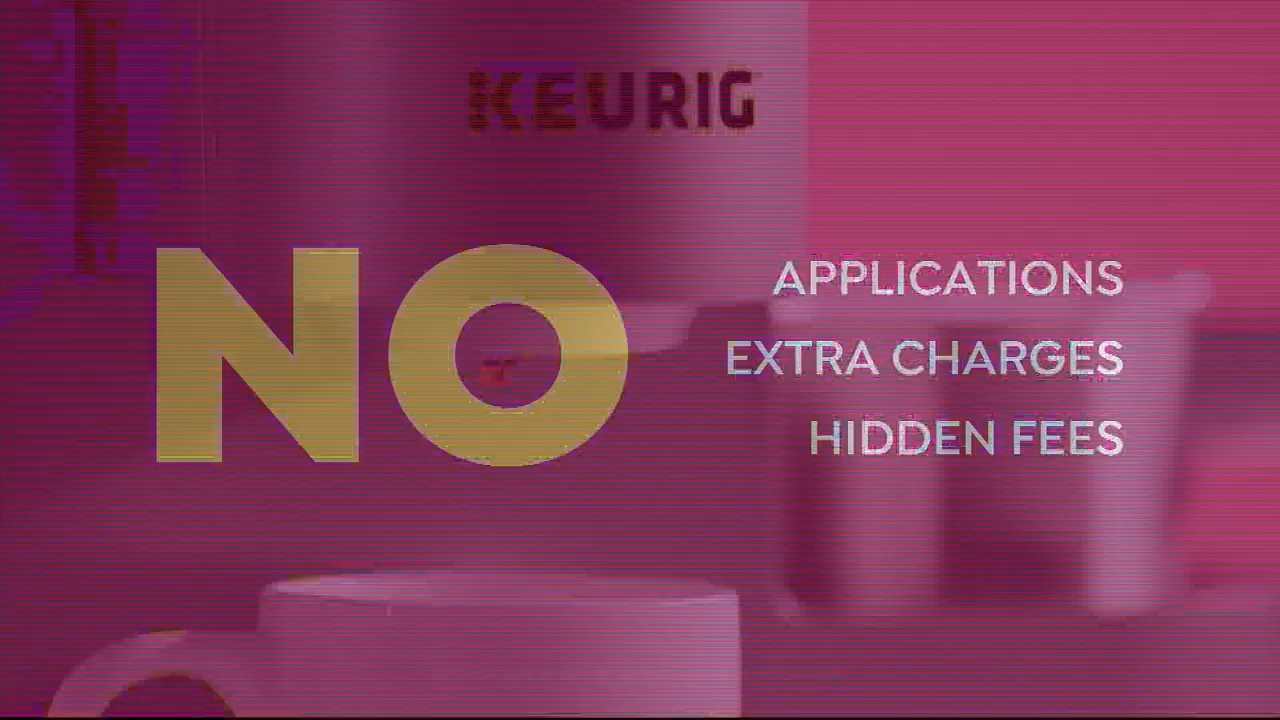 KEURIG
NO
APPLICATIONS
EXTRA CHARGES
HIDDEN FEES